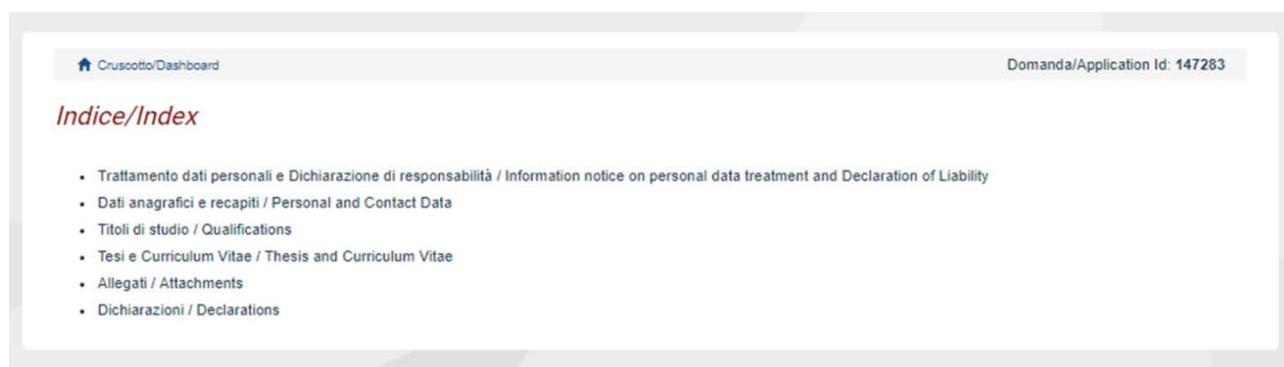 Cruscotto/Dashboard
Domanda/Application Id: 147283
Indice/Index
Trattamento dati personali e Dichiarazione di responsabilità / Information notice on personal data treatment and Declaration of Liability
Dati anagrafici e recapiti / Personal and Contact Data
Titoli di studio / Qualifications
Tesi e Curriculum Vitae / Thesis and Curriculum Vitae
Allegati / Attachments
Dichiarazioni / Declarations